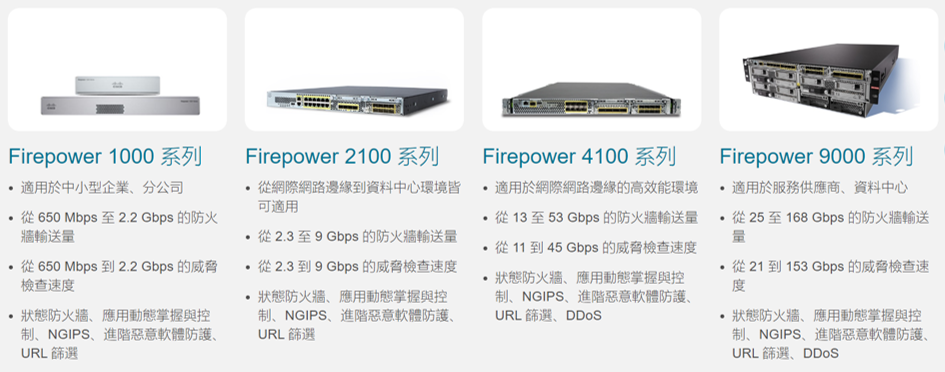 Firepower 1000 系列
• 適用於中小型企業、分公司
• 從 650 Mbps 至 2.2 Gbps 的防火
牆輸送量
• 從 650 Mbps 到 2.2 Gbps 的威脅
檢查速度
• 狀態防火牆、應用動態掌握與控
制、NGIPS、進階惡意軟體防護、
URL 篩選
Firepower 2100 系列
• 從網際網路邊緣到資料中心環境皆
可適用
• 從 2.3 至 9 Gbps 的防火牆輸送量
• 從 2.3 到 9 Gbps 的威脅檢查速度
• 狀態防火牆、應用動態掌握與控
制、NGIPS、進階惡意軟體防護、
URL 篩選
Firepower 4100 系列
• 適用於網際網路邊緣的高效能環境
• 從 13 至 53 Gbps 的防火牆輸送量
• 從 11 到 45 Gbps 的威脅檢查速度
• 狀態防火牆、應用動態掌握與控
制、NGIPS、進階惡意軟體防護、
URL 篩選、DDoS
Firepower 9000 系列
• 適用於服務供應商、資料中心
• 從 25 至 168 Gbps 的防火牆輸送
量
• 從 21 到 153 Gbps 的威脅檢查速
度
• 狀態防火牆、應用動態掌握與控
制、NGIPS、進階惡意軟體防護、
URL 篩選、DDoS